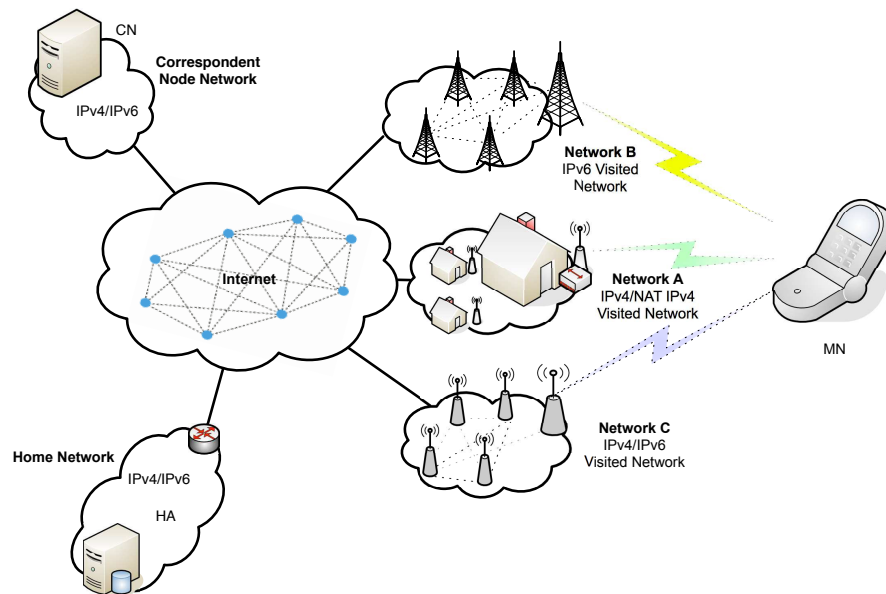 CN
Correspondent
Node Network
IPv4/IPv6
Network B
IPv6 Visited
Network
Internet
Network A
IPv4/NAT IPv4
Visited Network
MN
Network C
IPv4/IPv6
Visited Network
Home Network
IPv4/IPv6
HA